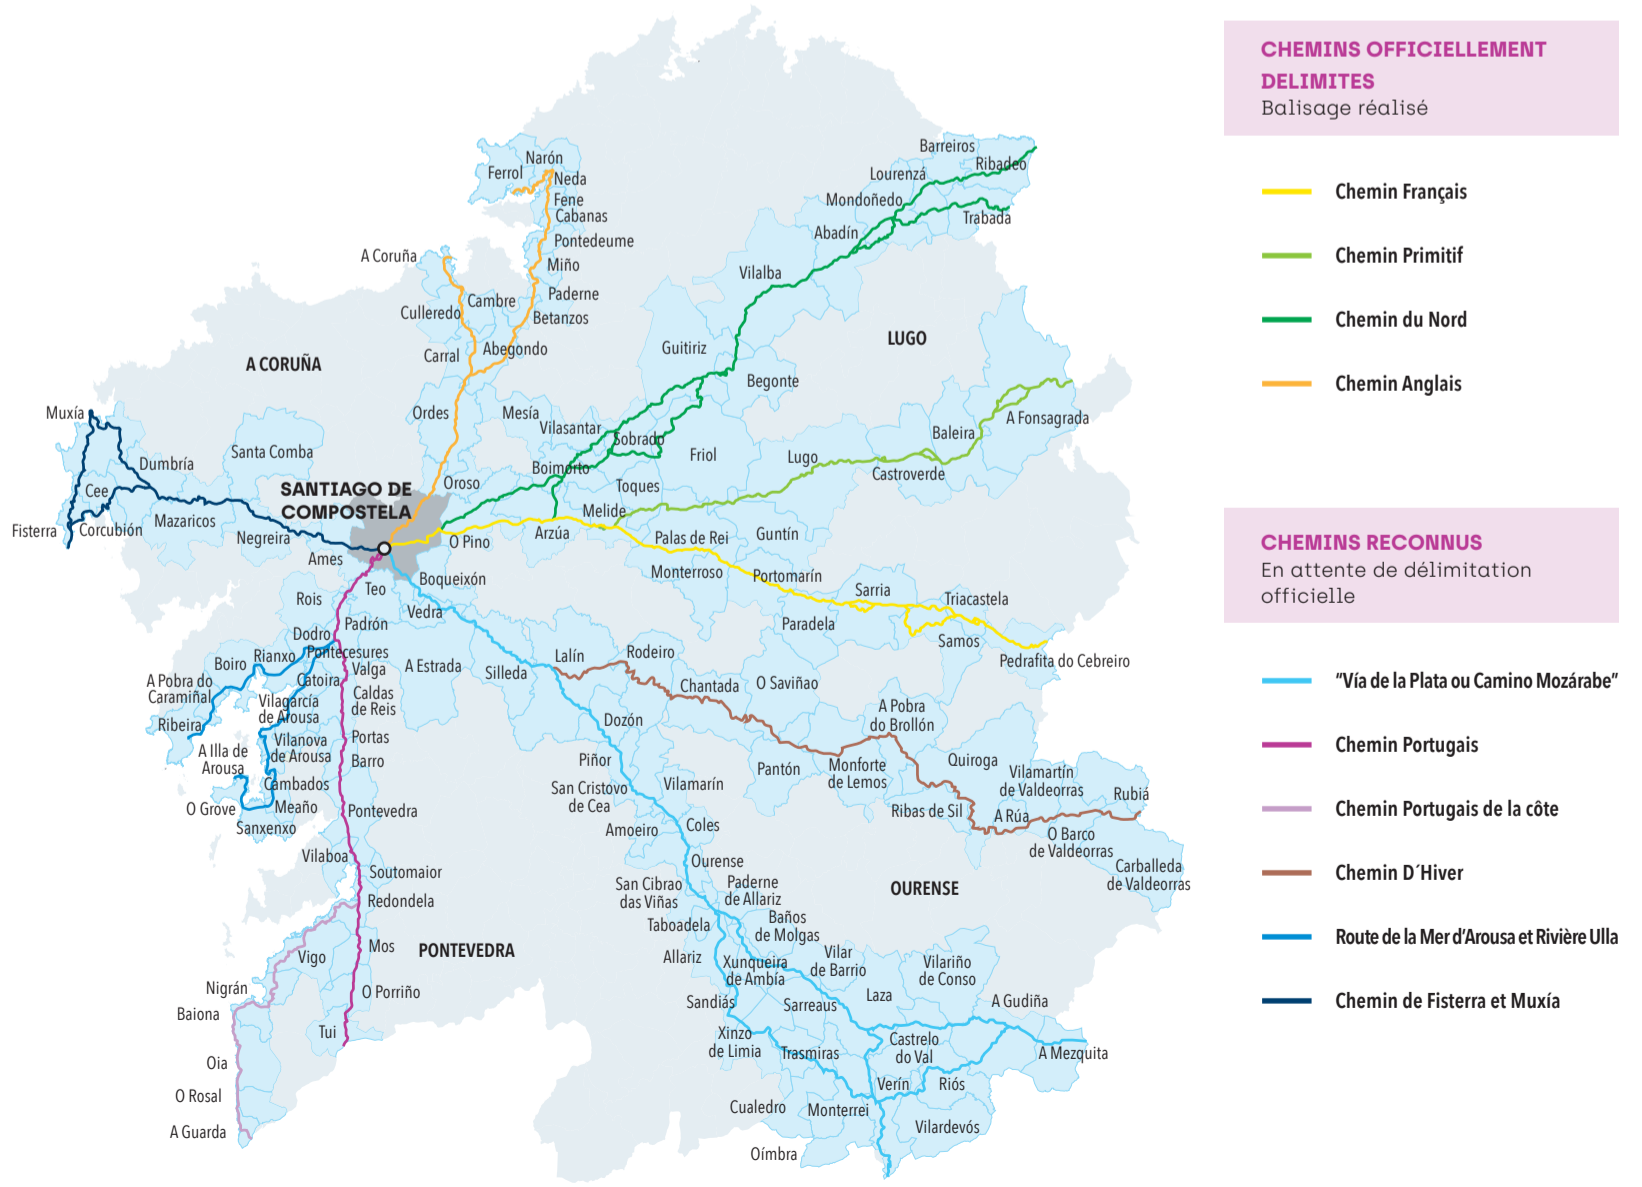 CHEMINS OFFICIELLEMENT
DELIMITES
Balisage réalisé
Chemin Français
Chemin Primitif
Chemin du Nord
Chemin Anglais
CHEMINS RECONNUS
En attente de délimitation
officielle
"Vía de la Plata ou Camino Mozárabe"
Chemin Portugais
Chemin Portugais de la côte
Chemin D´Hiver
Route de la Mer d'Arousa et Rivière Ulla
Chemin de Fisterra et Muxía
Barreiros
Ribadeo
Lourenzá
Mondoñedo
Trabada
Abadín
Vilalba
Narón
Ferrol
Neda
Fene
Cabanas
Pontedeume
Miño
Paderne
Betanzos
A Coruña
Cambre
Culleredo
Carral
Abegondo
A CORUÑA
LUGO
Guitiriz
Begonte
Ordes
Mesía
Vilasantar
Sobrado
Boimorto
Friol
Toques
A Fonsagrada
Baleira
Lugo
Castroverde
Muxía
Dumbría
Santa Comba
Cee
Fisterra
Corcubión
Mazaricos
Negreira
Ames
SANTIAGO DE
COMPOSTELA
Oroso
O Pino
Arzúa
Melide
Palas de Rei
Guntín
Monterroso
Portomarín
Sarria
Triacastela
Paradela
Samos
Pedrafita do Cebreiro
Teo
Boqueixón
Vedra
Rois
Padrón
Dodro
Pontecesures
Rianxo
Boiro
Valga
Catoira
A Pobra do
Caramiñal
Ribeira
Vilagarcía
de Arousa
Caldas
de Reis
A Estrada
Silleda
Lalín
Rodeiro
Chantada
O Saviñao
A Illa de
Arousa
Vilanova
de Arousa
Portas
Barro
Cambados
O Grove
Meaño
Sanxenxo
Pontevedra
Vilaboa
Soutomaior
Redondela
Mos
PONTEVEDRA
Vigo
O Porriño
Nigrán
Baiona
Tui
Oia
O Rosal
A Guarda
Dozón
Piñor
San Cristovo
de Cea
Vilamarín
Amoeiro
Coles
Ourense
San Cibrao
das Viñas
Paderne
de Allariz
Taboadela
Baños
de Molgas
Allariz
Xunqueira
de Ambía
Vilar
de Barrio
Vilariño
de Conso
Sandiás
Sarreaus
Laza
A Gudiña
Xinzo
de Limia
Trasmiras
Castrelo
do Val
A Mezquita
Verín
Riós
Cualedro
Monterrei
Vilardevós
Oímbra
OURENSE
A Pobra
do Brollón
Pantón
Monforte
de Lemos
Quiroga
Ribas de Sil
Vilamartín
de Valdeorras
A Rúa
Rubiá
O Barco
de Valdeorras
Carballeda
de Valdeorras